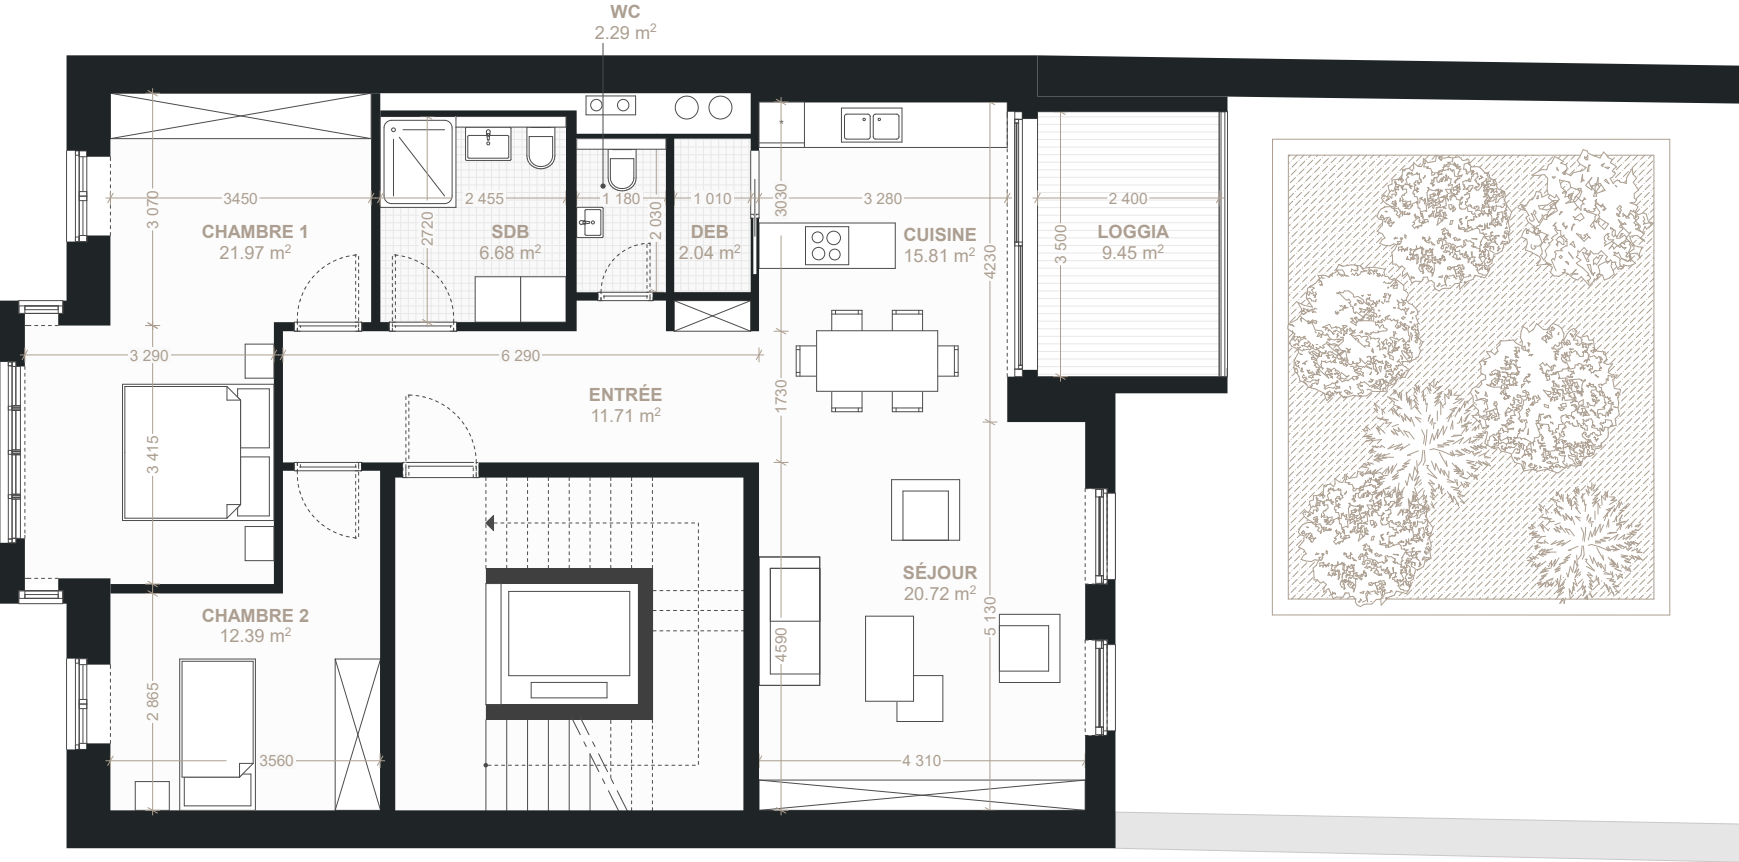 WC
2.29 m²
3450
2 455
1 180
1 010
3 280
2 400
3 070
2720
2 030
3030
4230
3 500
CHAMBRE 1
21.97 m²
SDB
6.68 m²
DEB
2.04 m²
CUISINE
15.81 m²
LOGGIA
9.45 m²
3 290
6 290
ENTRÉE
11.71 m²
1730
3 415
SÉJOUR
20.72 m²
CHAMBRE 2
12.39 m²
5 130
4590
2 865
3560
4 310